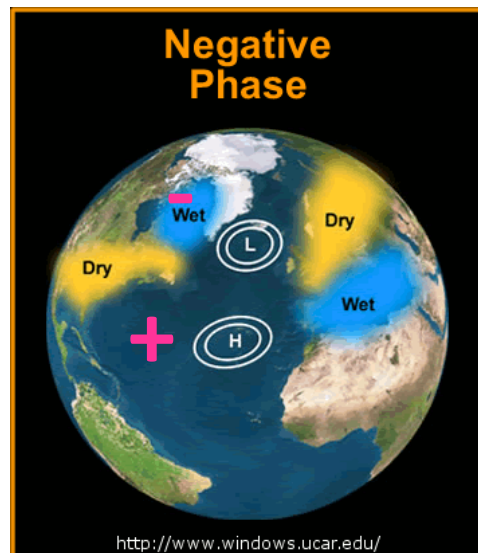 Negative
Phase
-
Wet
Dry
L
Dry
Wet
+
H
http://www.windows.ucar.edu/